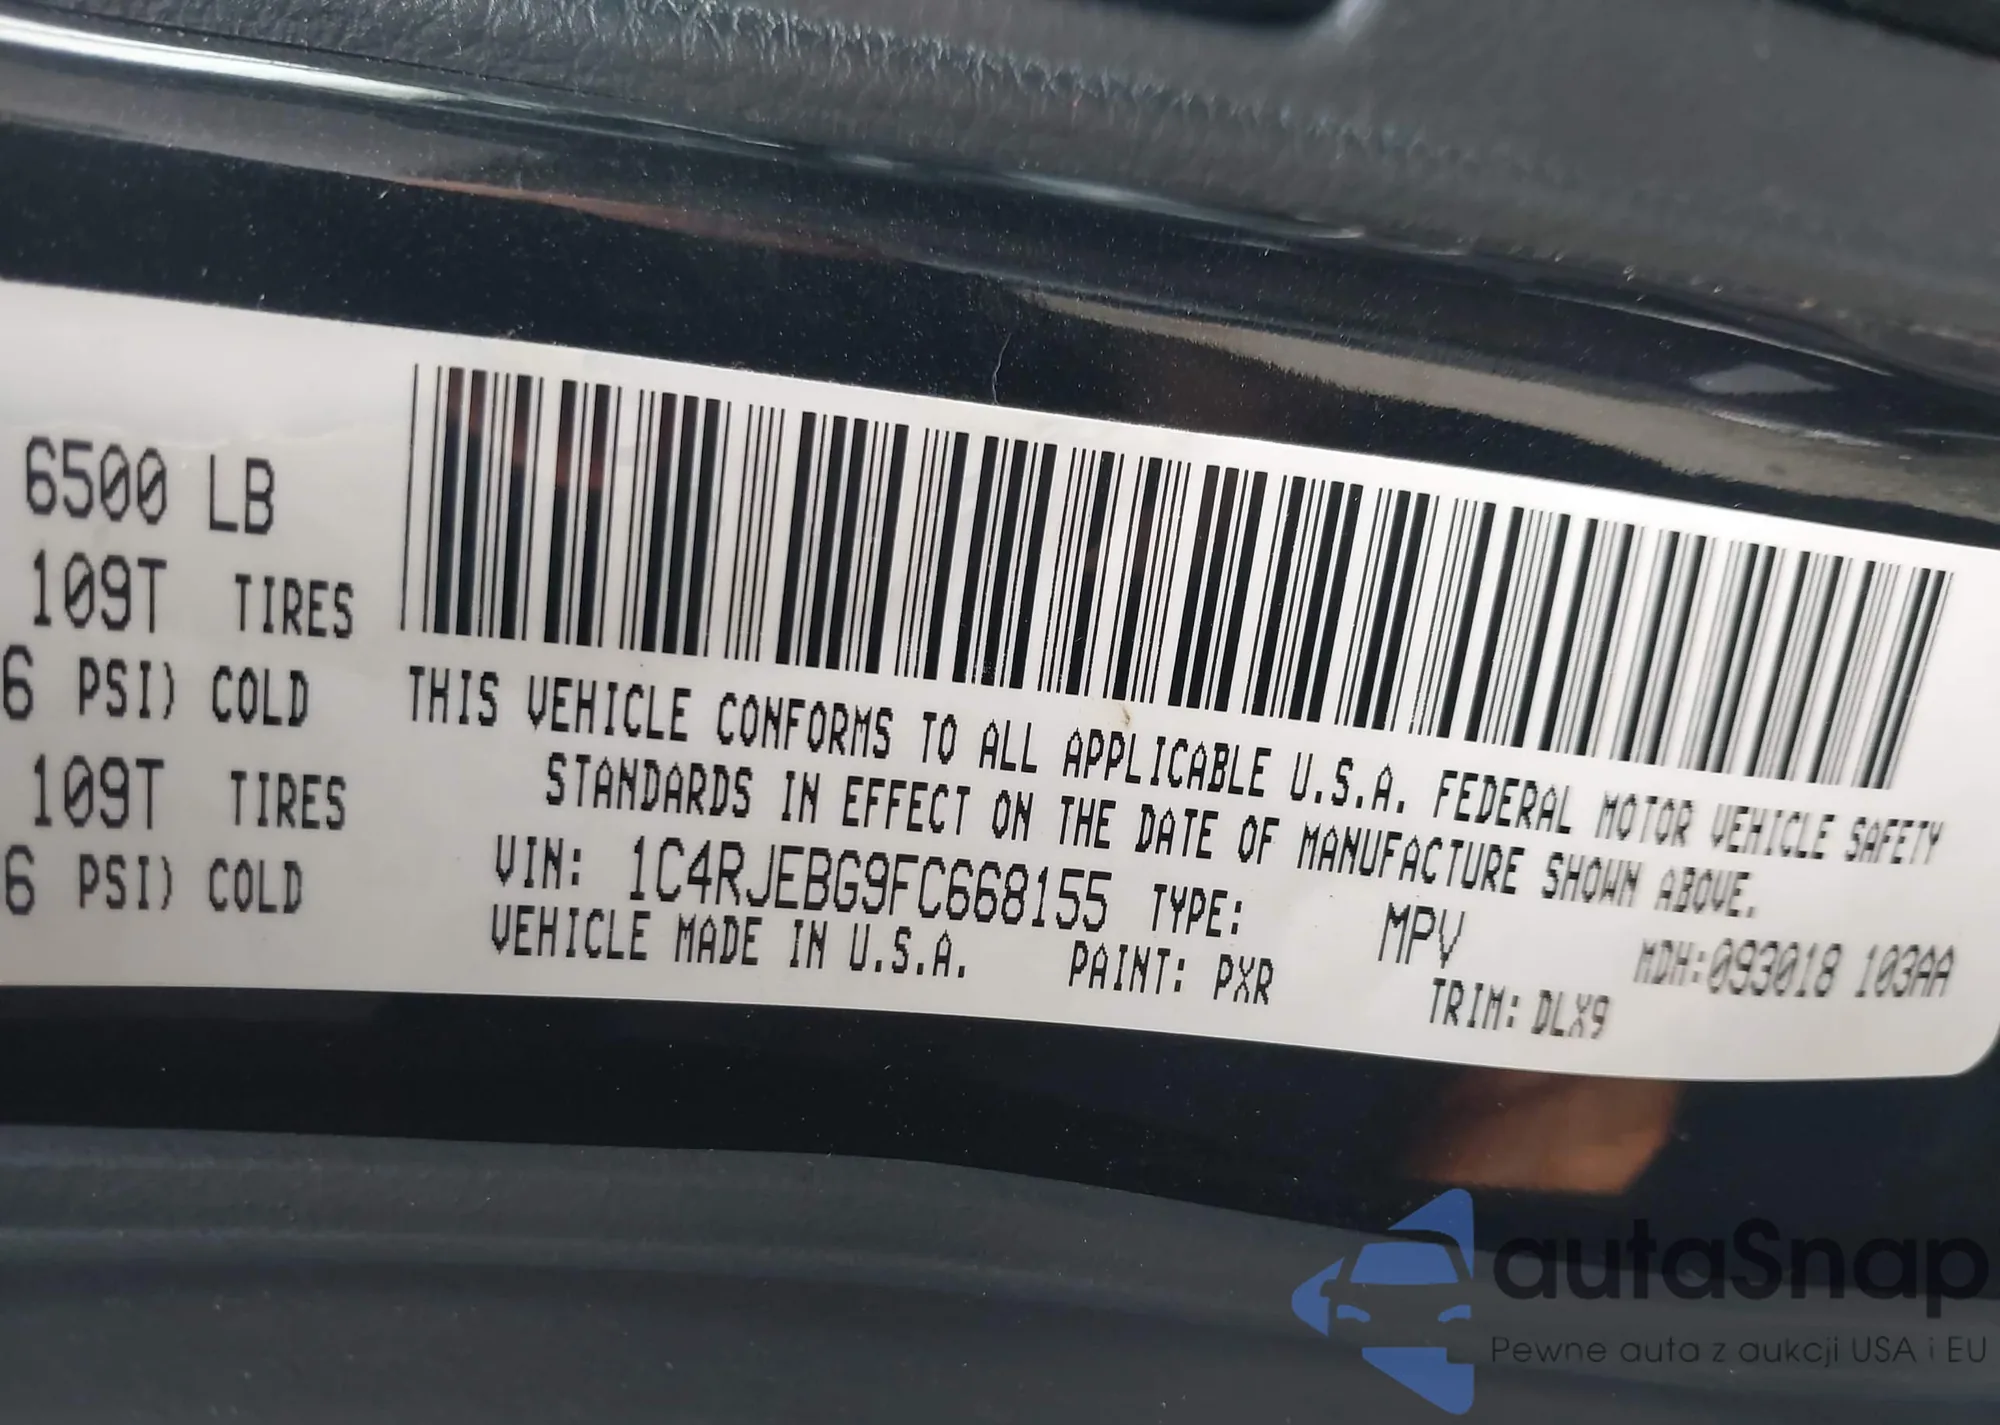 6500 LB
109T TIRES
6 PSI) COLD
109T TIRES
6 PSI) COLD
THIS VEHICLE CONFORMS TO ALL APPLICABLE U.S.A. FEDERAL MOTOR VEHICLE SAFETY
STANDARDS IN EFFECT ON THE DATE OF MANUFACTURE SHOWN ABOVE.
VIN: 1C4RJEBG9FC668155 TYPE: MPV MDH:093018 103AA
VEHICLE MADE IN U.S.A. PAINT: PXR TRIM: DLX9
autaSnap
Pewne auta z aukcji USA i EU